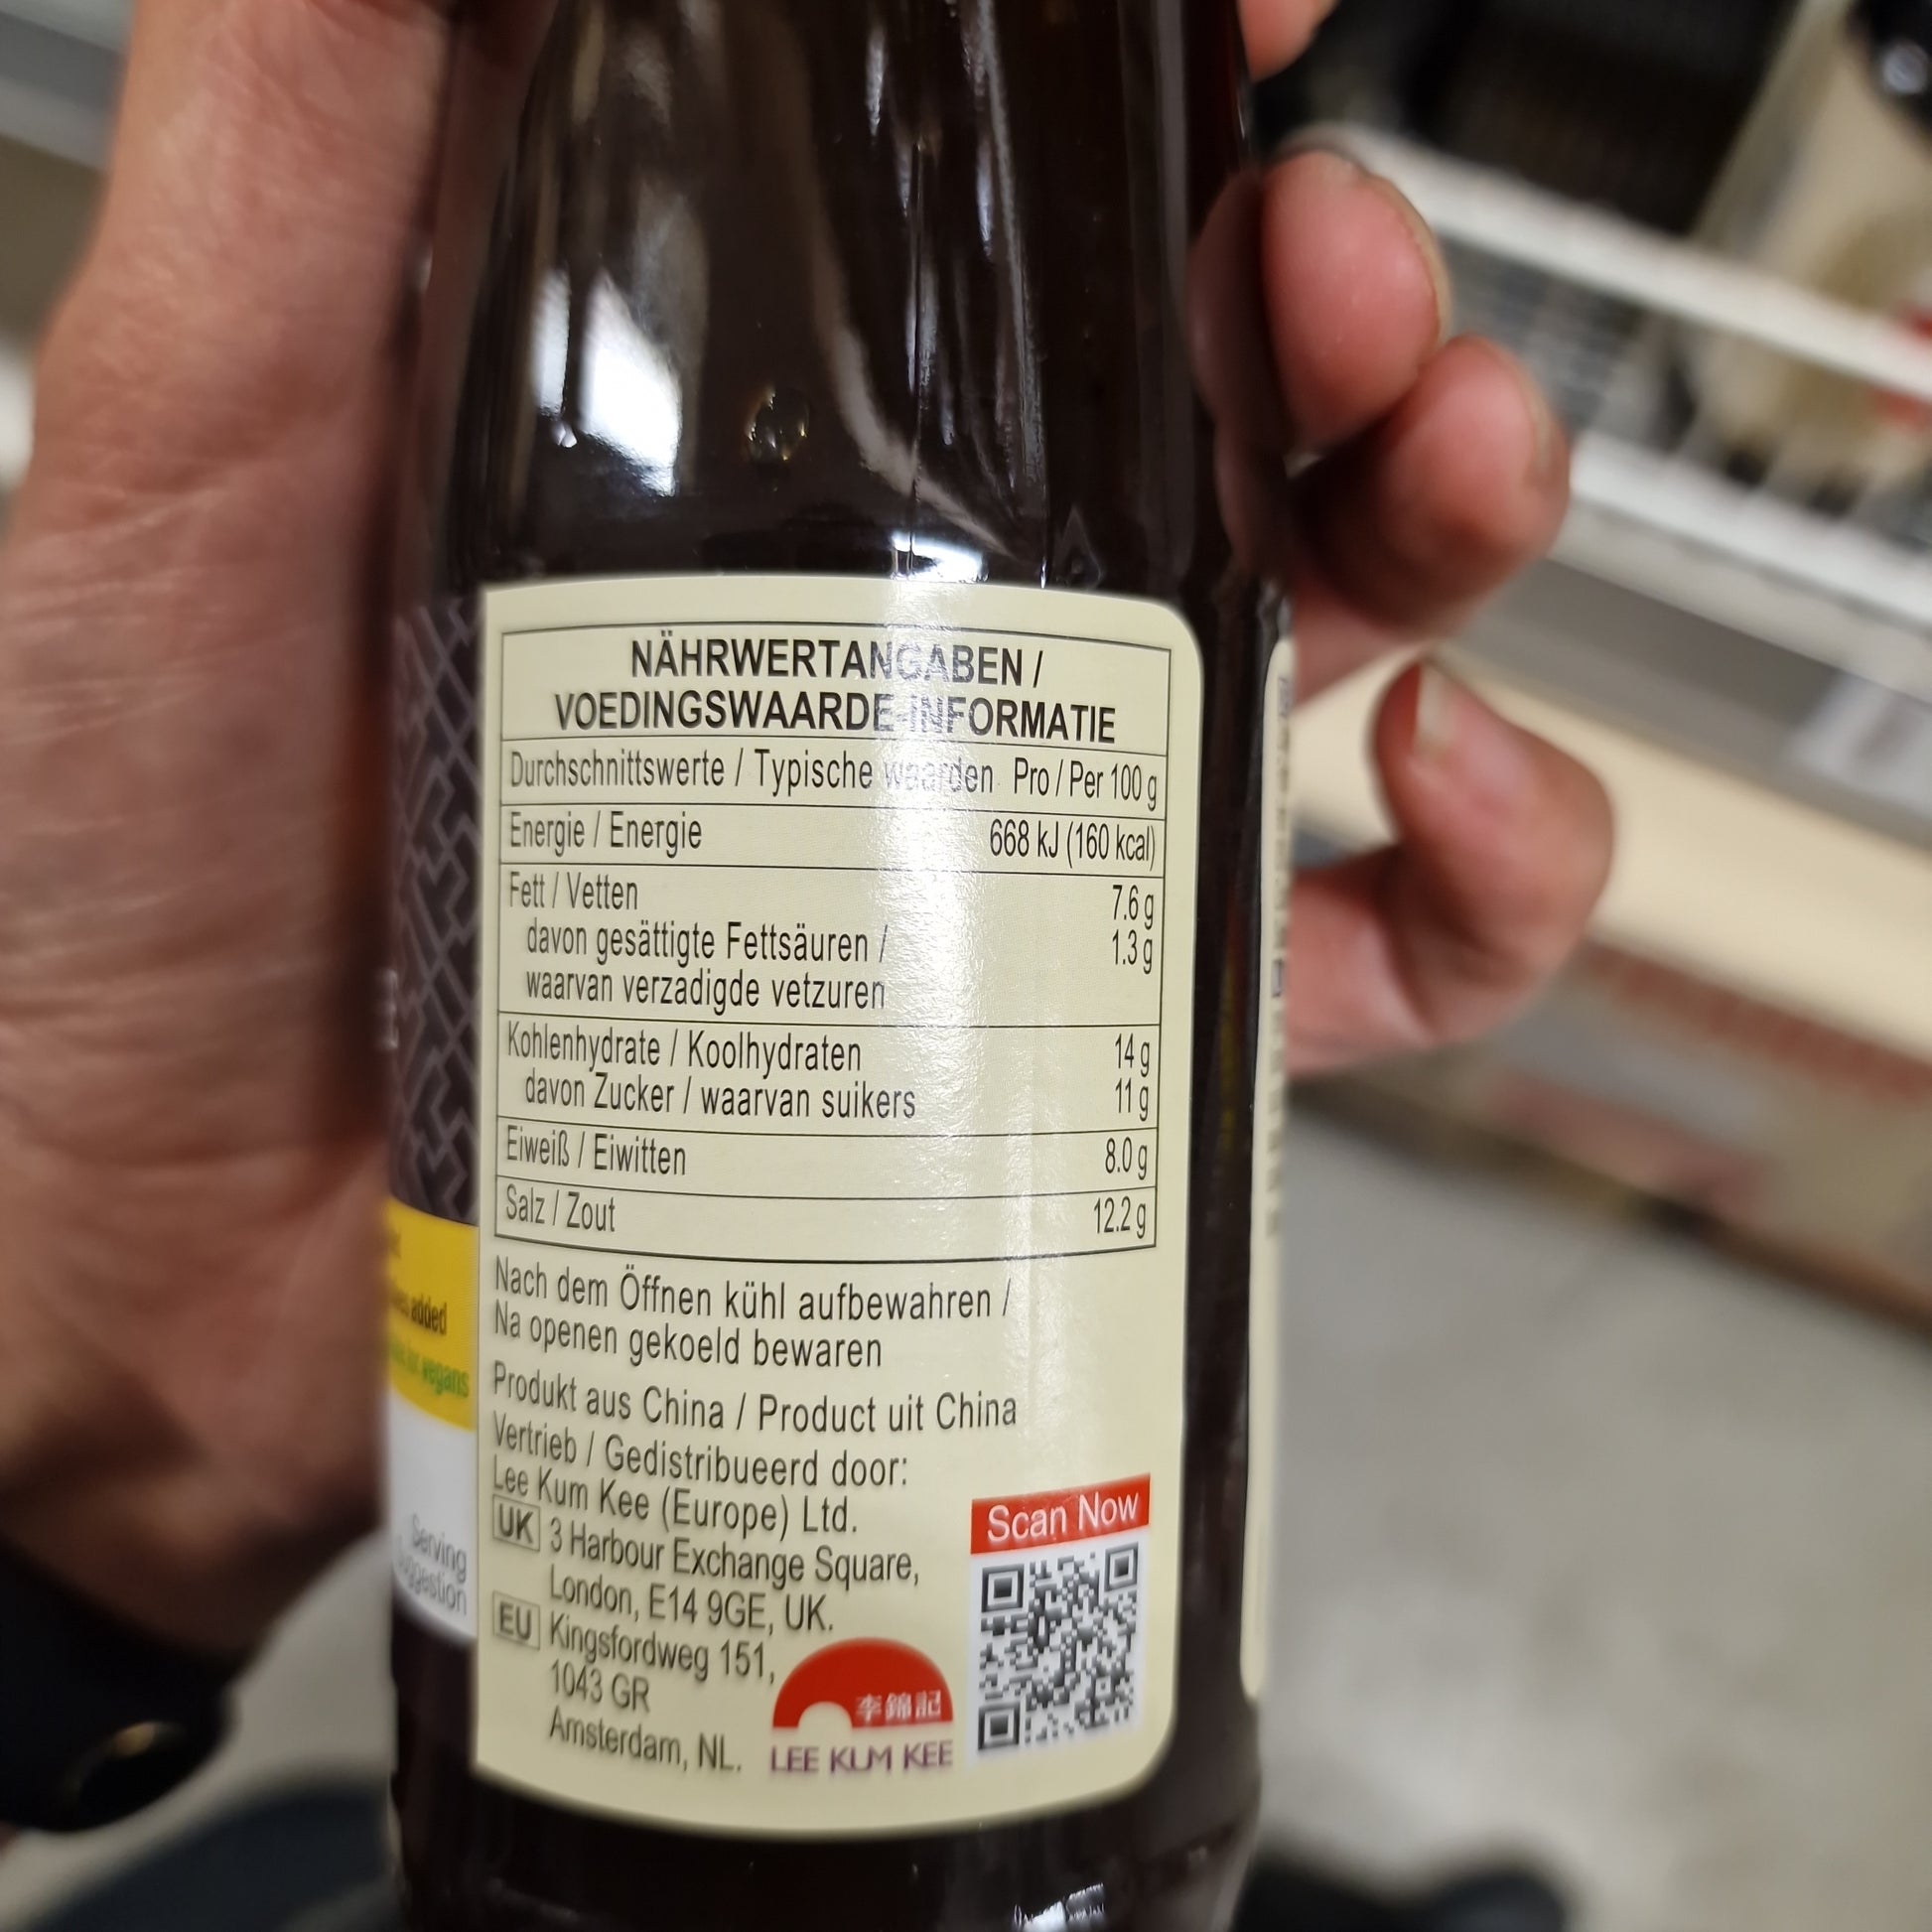 NÄHRWERTANGABEN /
VOEDINGSWAARDE-INFORMATIE
Durchschnittswerte / Typische waarden Pro / Per 100 g
Energie / Energie 668 kJ (160 kcal)
Fett / Vetten 7.6 g
davon gesättigte Fettsäuren / 1.3 g
waarvan verzadigde vetzuren
Kohlenhydrate / Koolhydraten 14 g
davon Zucker / waarvan suikers 11 g
Eiweiß / Eiwitten 8.0 g
Salz / Zout 12.2 g
Nach dem Öffnen kühl aufbewahren /
Na openen gekoeld bewaren
Produkt aus China / Product uit China
Vertrieb / Gedistribueerd door:
Lee Kum Kee (Europe) Ltd.
UK 3 Harbour Exchange Square,
London, E14 9GE, UK.
EU Kingsfordweg 151,
1043 GR
Amsterdam, NL.
李錦記
LEE KUM KEE
Scan Now
added
vegans
Serving
suggestion